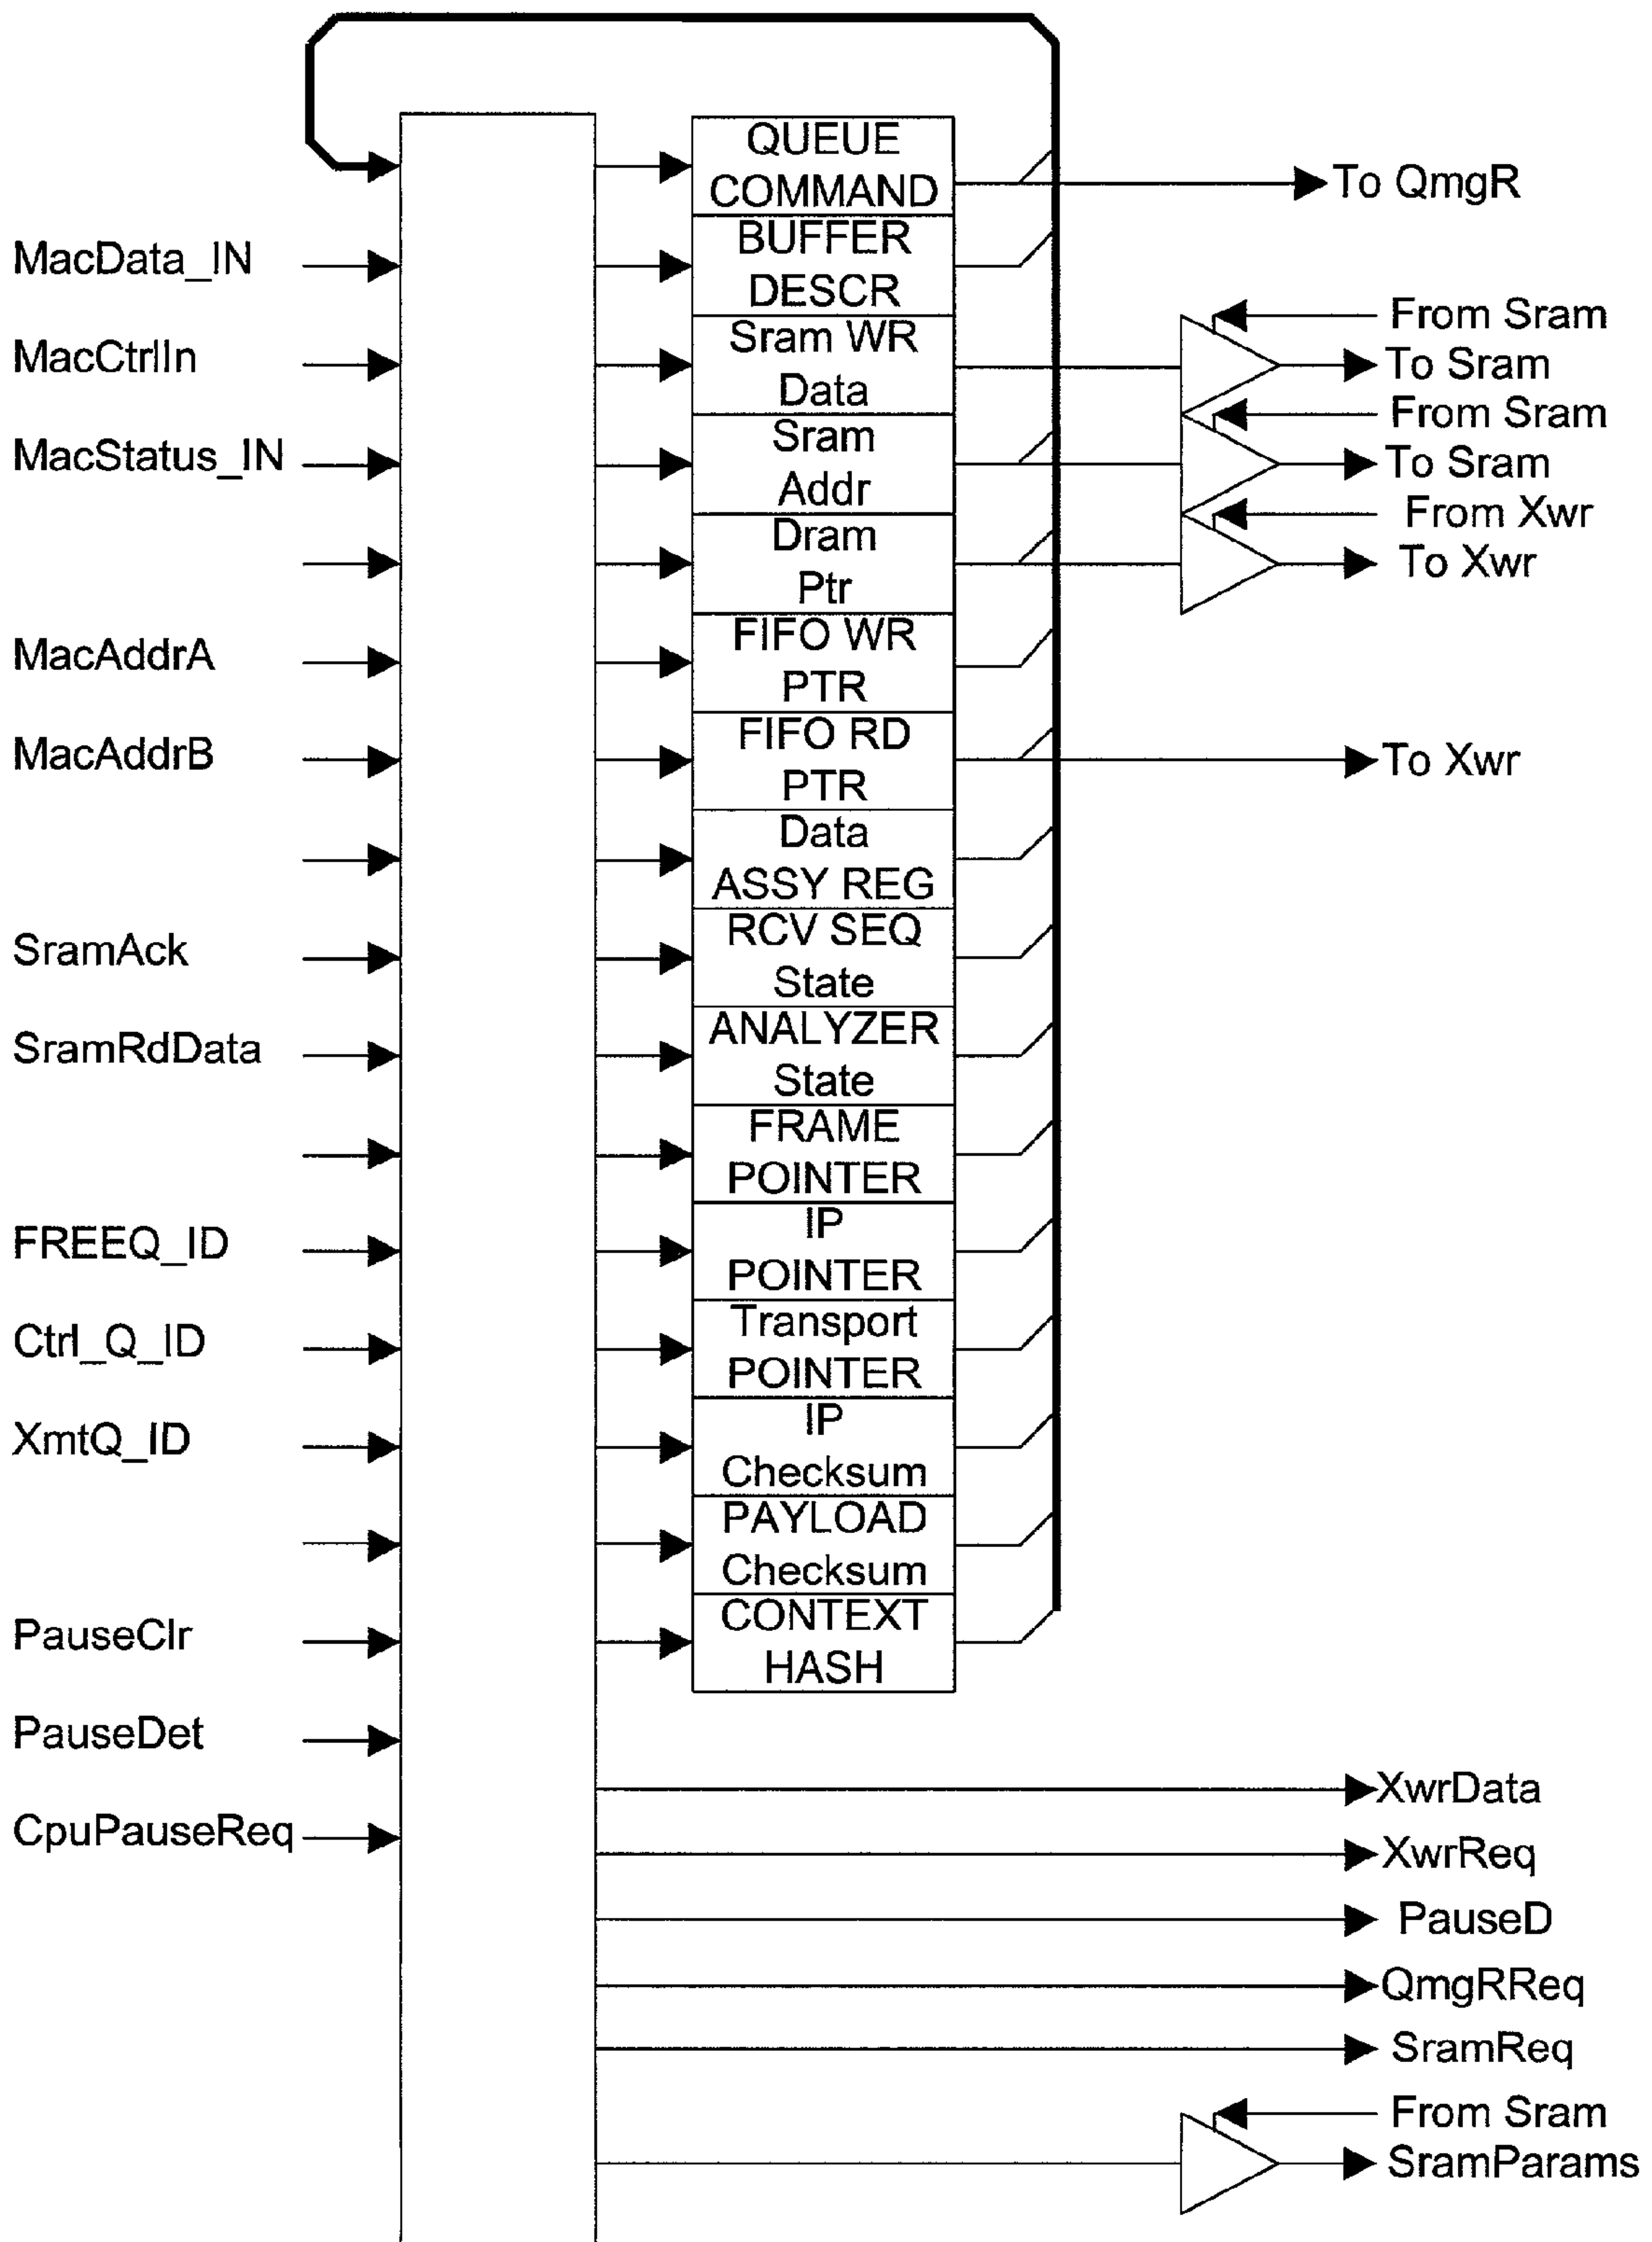 QUEUE
COMMAND
To QmgR
MacData_IN
BUFFER
DESCR
From Sram
MacCtrlIn
Sram WR
Data
To Sram
From Sram
MacStatus_IN
Sram
Addr
To Sram
From Xwr
Dram
Ptr
To Xwr
MacAddrA
FIFO WR
PTR
MacAddrB
FIFO RD
PTR
To Xwr
Data
ASSY REG
SramAck
RCV SEQ
State
SramRdData
ANALYZER
State
FRAME
POINTER
FREEQ_ID
IP
POINTER
Ctrl_Q_ID
Transport
POINTER
XmtQ_ID
IP
Checksum
PAYLOAD
Checksum
PauseClr
CONTEXT
HASH
PauseDet
XwrData
CpuPauseReq
XwrReq
PauseD
QmgRReq
SramReq
From Sram
SramParams